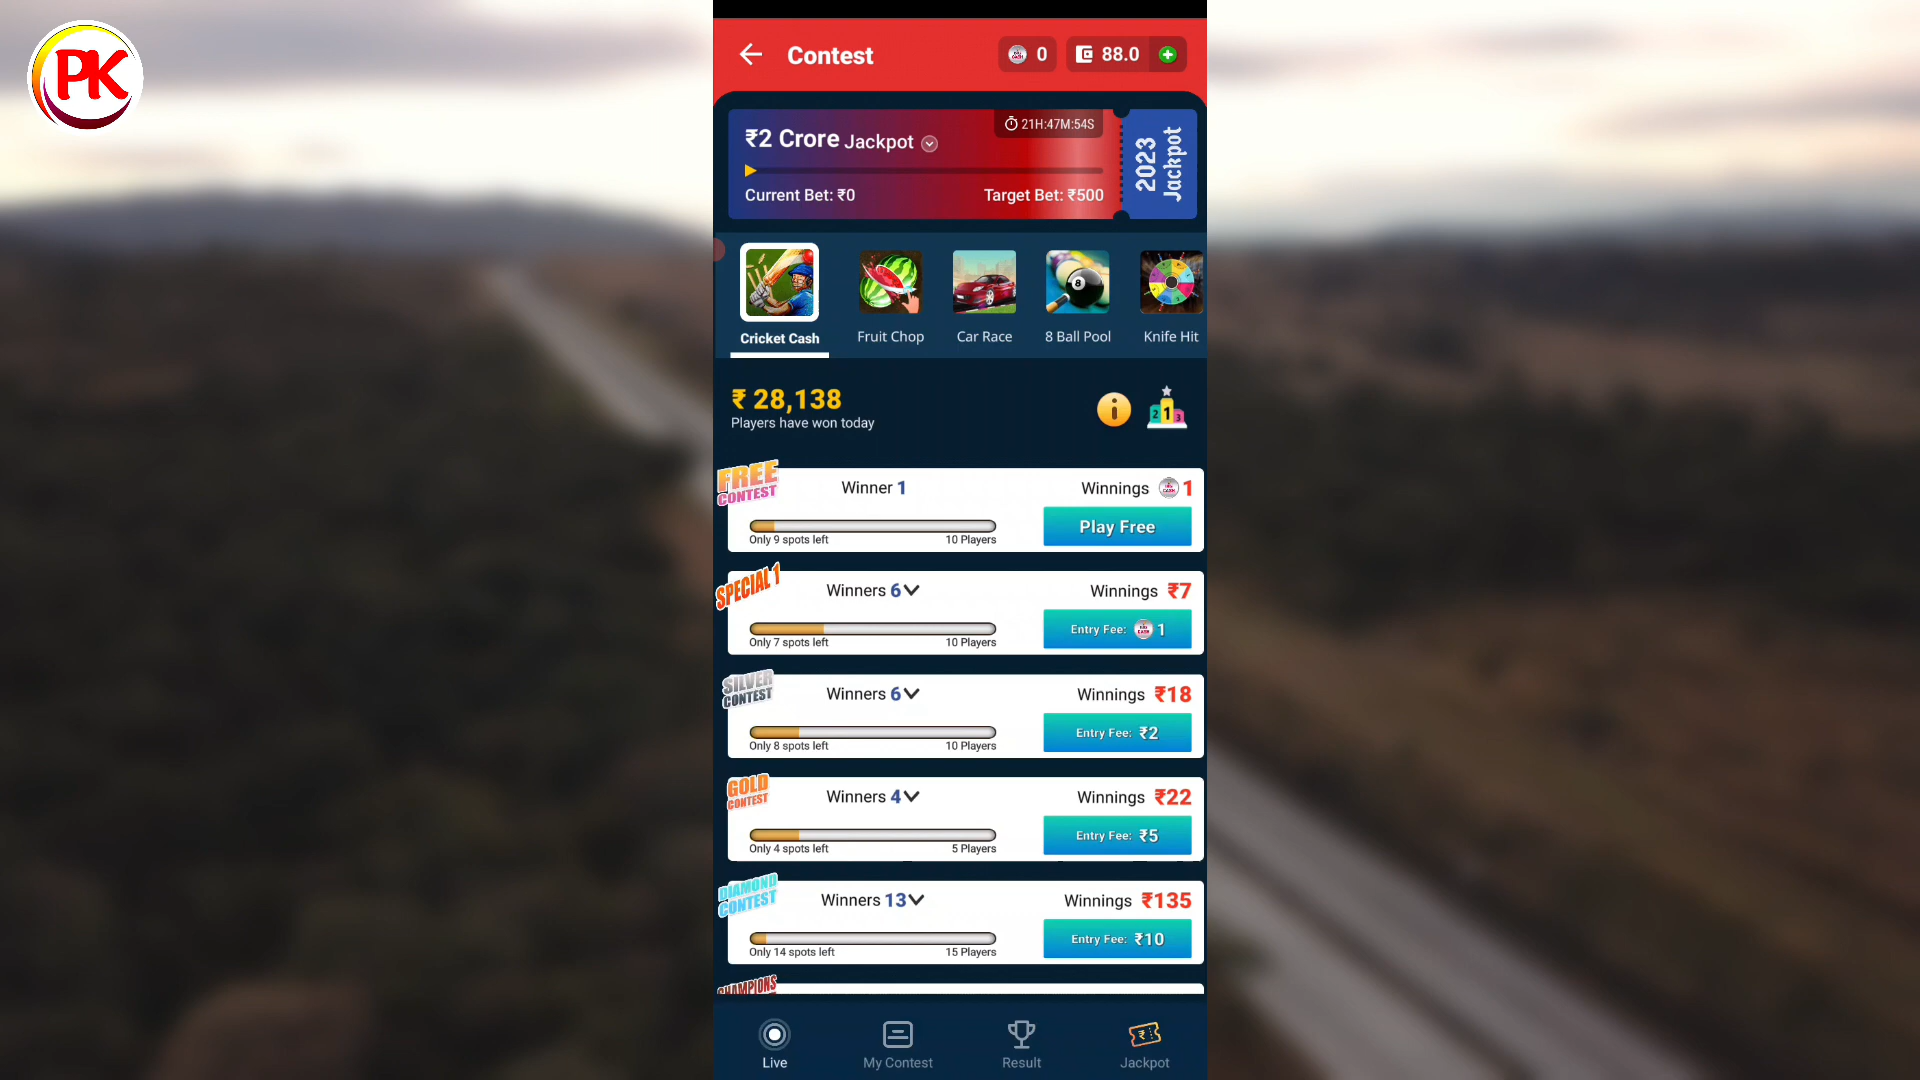 PK
Contest
0
88.0
21H:47M:54S
₹2 Crore Jackpot
Current Bet: ₹0
Target Bet: ₹500
2023
Jackpot
Cricket Cash
Fruit Chop
Car Race
8 Ball Pool
Knife Hit
₹ 28,138
Players have won today
2 1 3
FREE
CONTEST
Winner 1
Winnings 1
Only 9 spots left
10 Players
Play Free
SPECIAL 1
Winners 6
Winnings ₹7
Only 7 spots left
10 Players
Entry Fee: 1
SILVER
CONTEST
Winners 6
Winnings ₹18
Only 8 spots left
10 Players
Entry Fee: ₹2
GOLD
CONTEST
Winners 4
Winnings ₹22
Only 4 spots left
5 Players
Entry Fee: ₹5
DIAMOND
CONTEST
Winners 13
Winnings ₹135
Only 14 spots left
15 Players
Entry Fee: ₹10
CHAMPIONS
Live
My Contest
Result
Jackpot